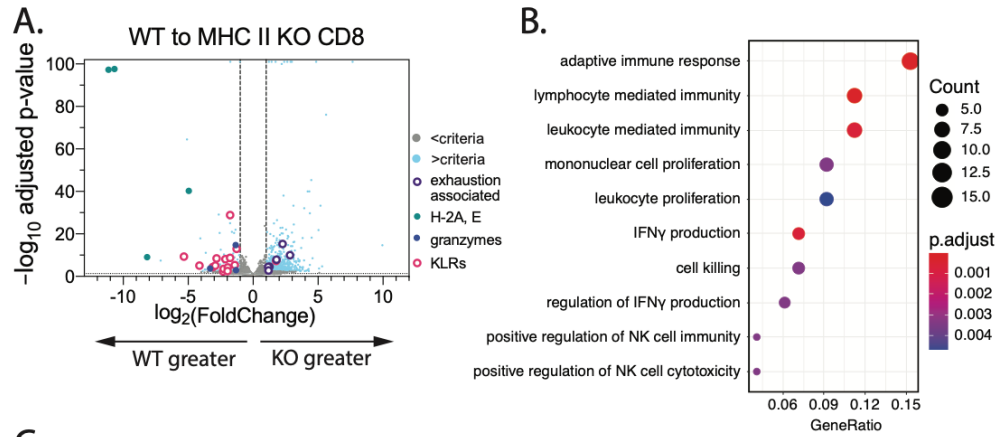 A.
WT to MHC II KO CD8
−log10 adjusted p-value
100
80
60
40
20
0
-10
-5
0
5
10
log2(FoldChange)
WT greater
KO greater
<criteria
>criteria
exhaustion
associated
H-2A, E
granzymes
KLRs
B.
adaptive immune response
lymphocyte mediated immunity
leukocyte mediated immunity
mononuclear cell proliferation
leukocyte proliferation
IFNγ production
cell killing
regulation of IFNγ production
positive regulation of NK cell immunity
positive regulation of NK cell cytotoxicity
0.06
0.09
0.12
0.15
GeneRatio
Count
5.0
7.5
10.0
12.5
15.0
p.adjust
0.001
0.002
0.003
0.004